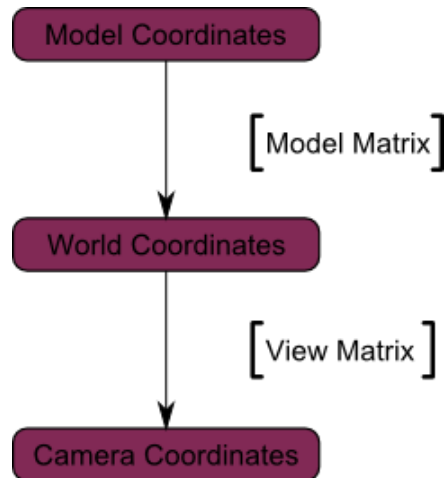 Model Coordinates
[Model Matrix]
World Coordinates
[View Matrix ]
Camera Coordinates